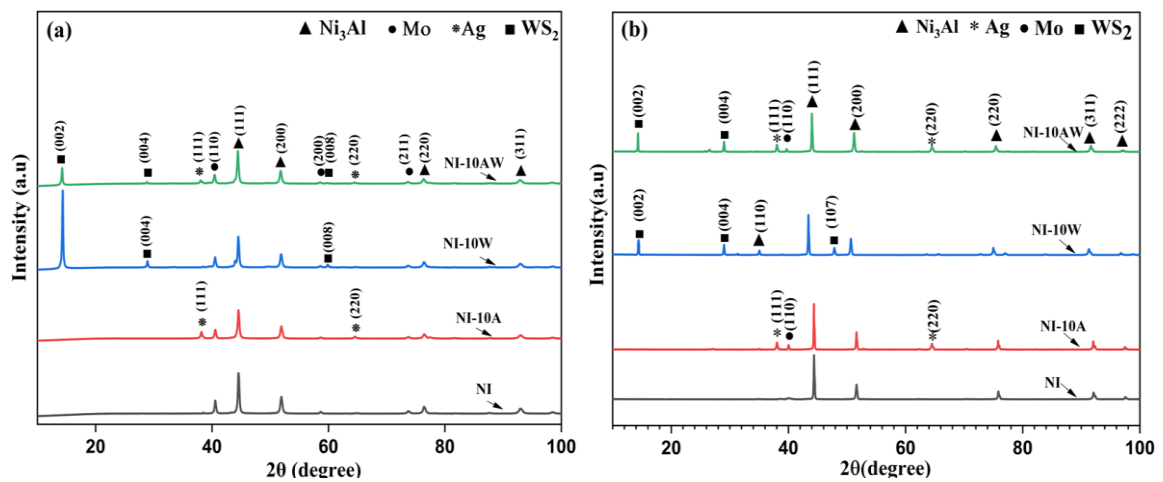 (a)
▲ Ni₃Al ● Mo ✷ Ag ■ WS₂
(002)
(004)
(111)
(110)
(111)
(200)
(200)
(008)
(220)
(211)
(220)
(311)
NI-10AW
(004)
(008)
NI-10W
(111)
(220)
NI-10A
NI
Intensity (a.u)
20 40 60 80 100
2θ (degree)
(b)
▲ Ni₃Al * Ag ● Mo ■ WS₂
(002)
(004)
(111)
(110)
(111)
(200)
(220)
(220)
(311)
(222)
NI-10AW
(002)
(004)
(110)
(107)
NI-10W
(111)
(110)
(220)
NI-10A
NI
Intensity(a.u)
20 40 60 80 100
2θ(degree)